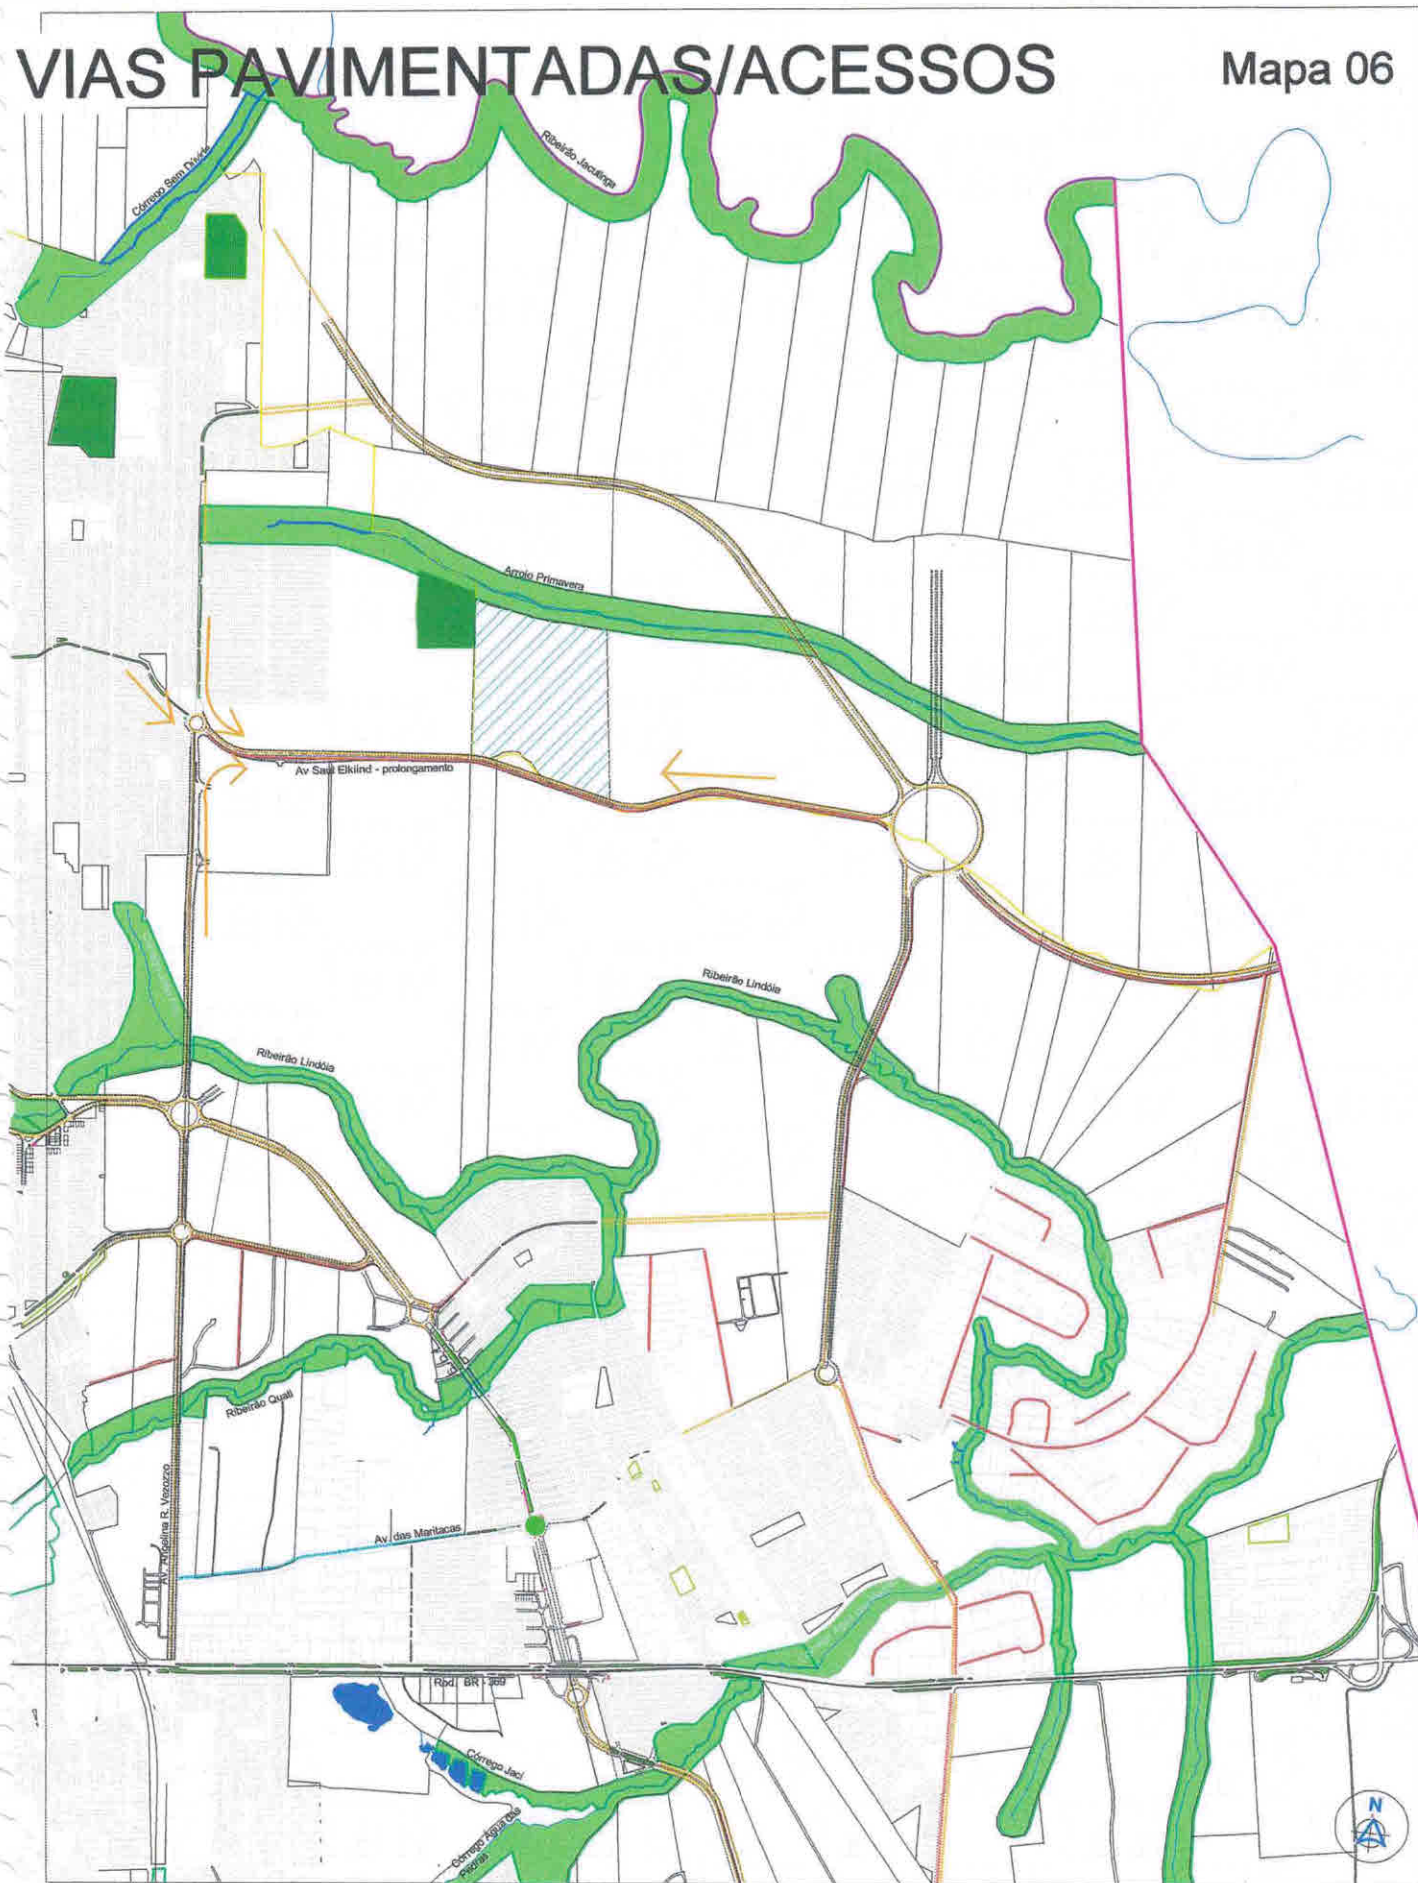 VIAS PAVIMENTADAS/ACESSOS
Mapa 06
Ribeirão Jacutinga
Córrego Sem Dúvida
Arroio Primavera
Av Saul Elkiind - prolongamento
Ribeirão Lindóia
Ribeirão Lindóia
Ribeirão Quati
Av. Angelina R. Vezozzo
Av. das Maritacas
Rod. BR - 369
Córrego Jaci
Córrego Água das
Pedras
N